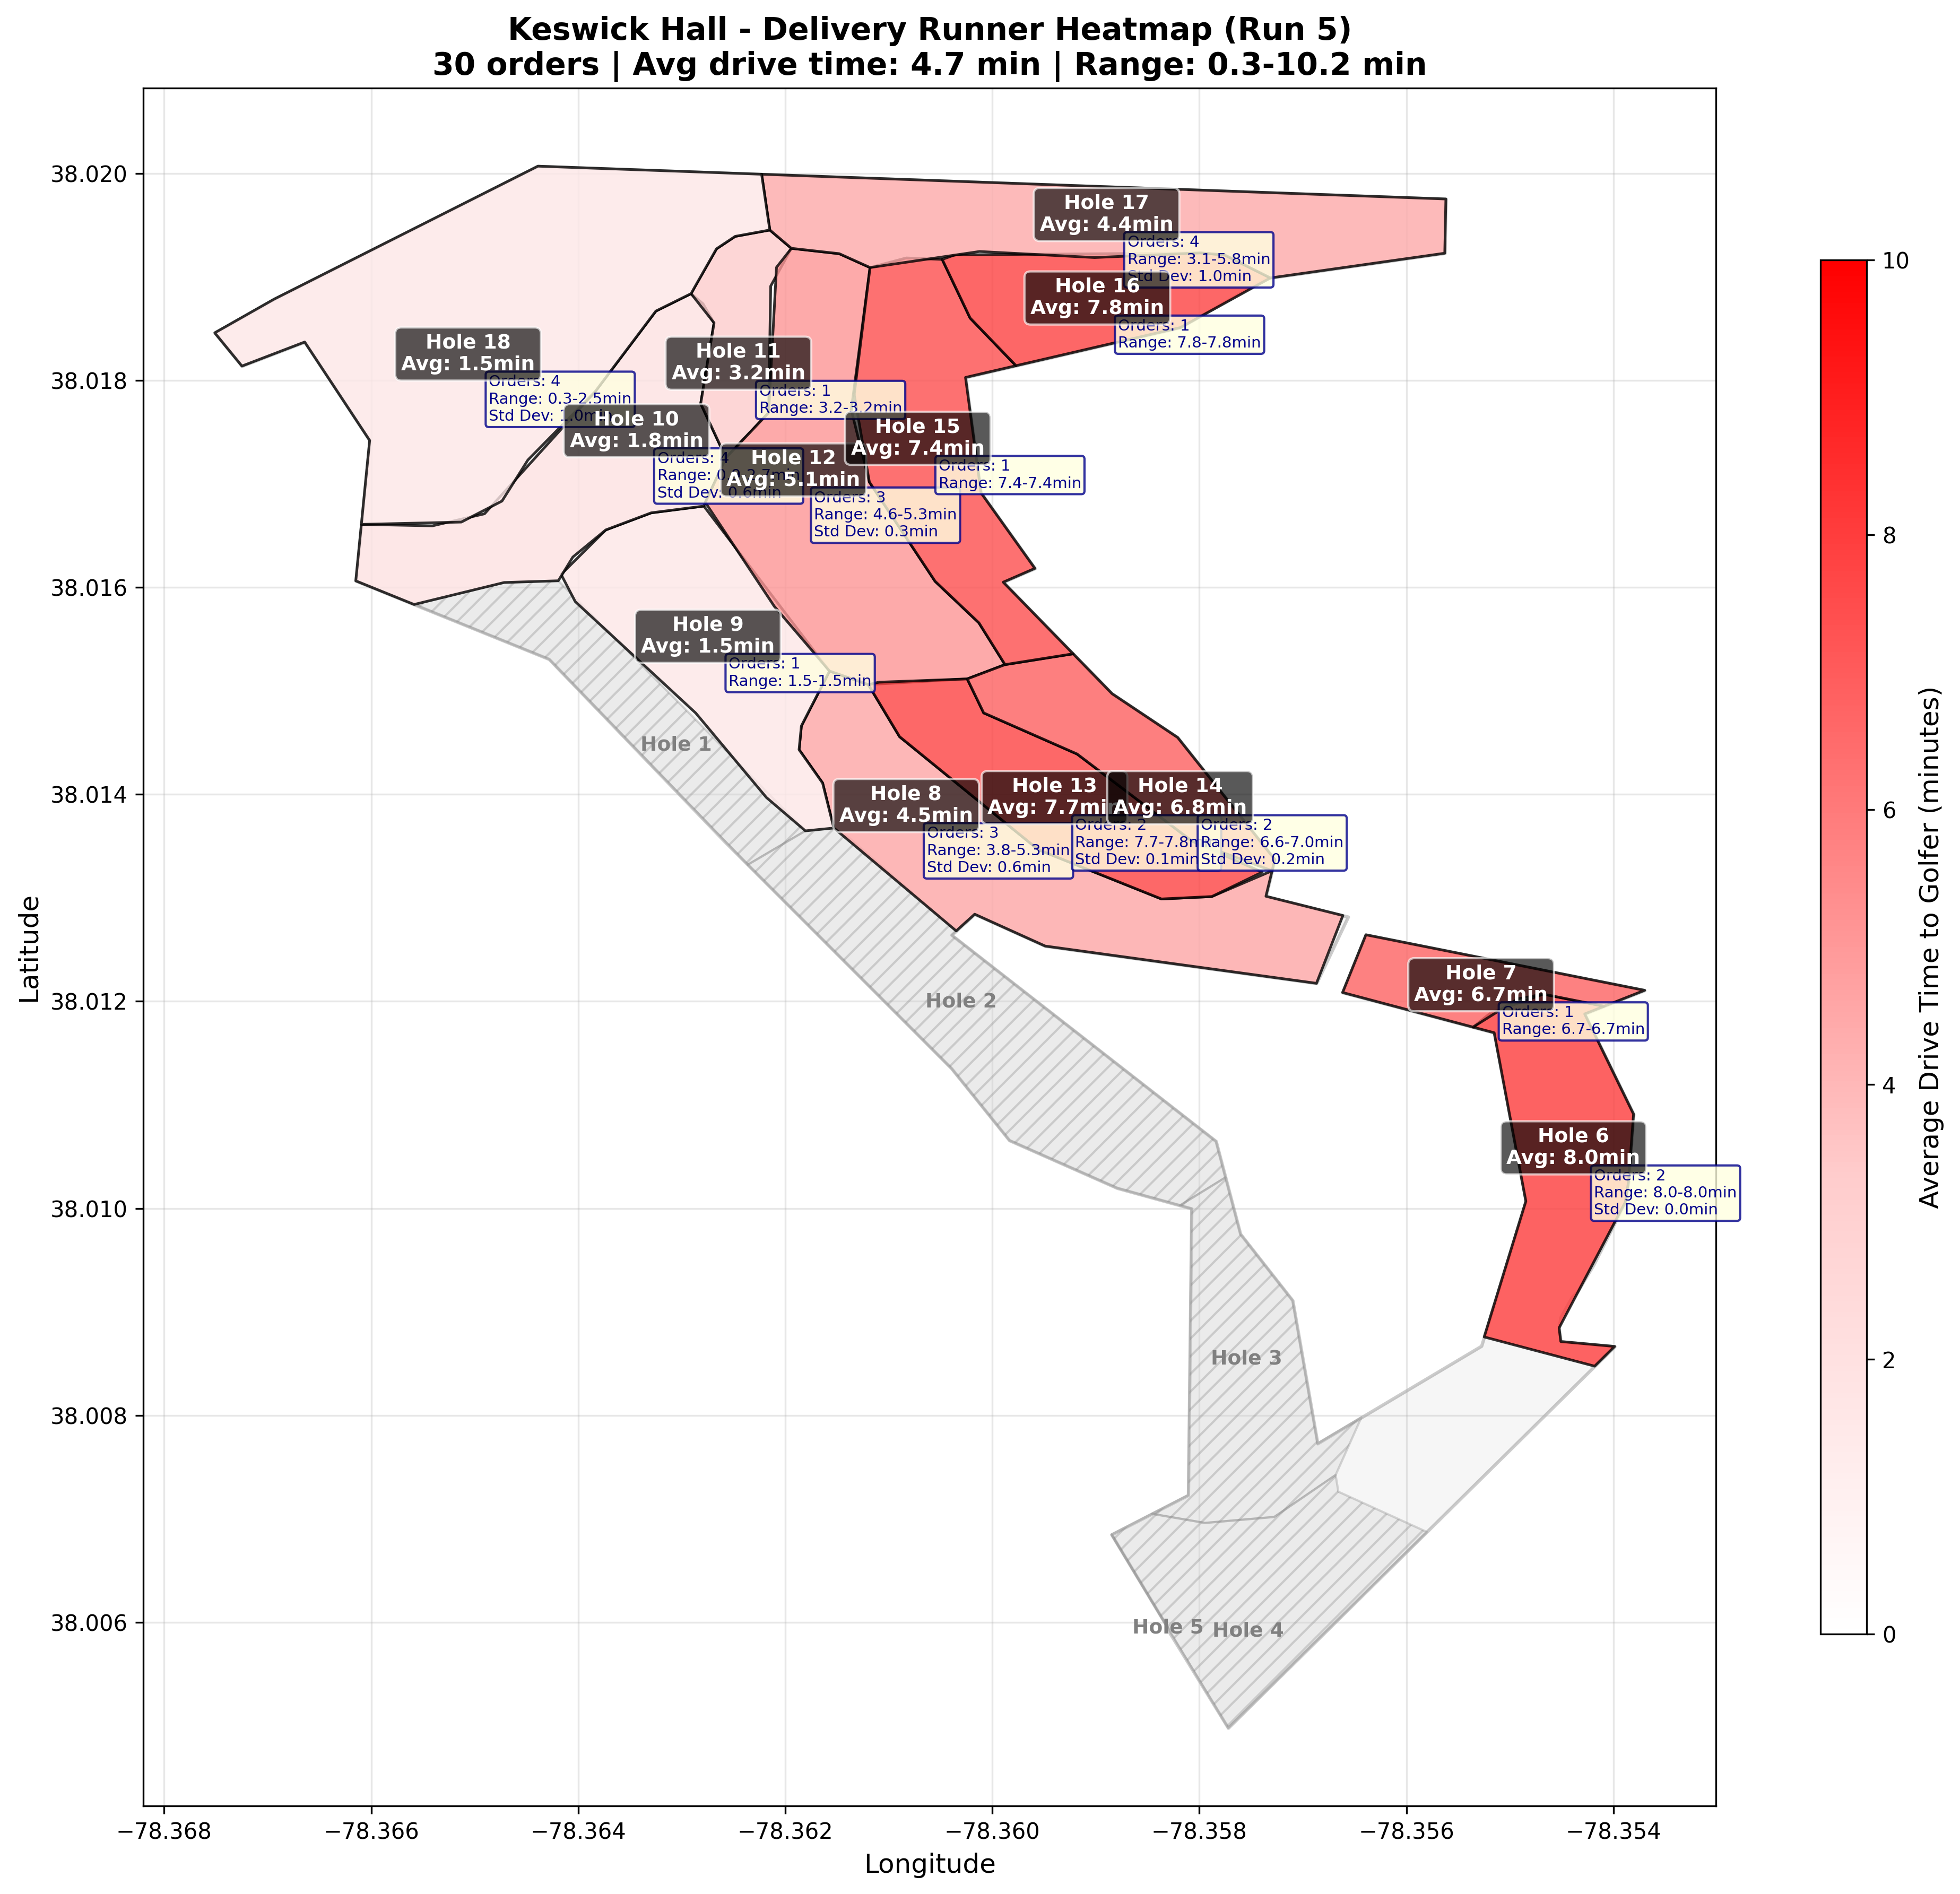 Keswick Hall - Delivery Runner Heatmap (Run 5)
30 orders | Avg drive time: 4.7 min | Range: 0.3-10.2 min
Latitude
38.020
38.018
38.016
38.014
38.012
38.010
38.008
38.006
Hole 17
Avg: 4.4min
Orders: 4
Range: 3.1-5.8min
Std Dev: 1.0min
Hole 16
Avg: 7.8min
Orders: 1
Range: 7.8-7.8min
Hole 18
Avg: 1.5min
Orders: 4
Range: 0.3-2.5min
Std Dev: 1.0min
Hole 11
Avg: 3.2min
Orders: 1
Range: 3.2-3.2min
Hole 10
Avg: 1.8min
Orders: 4
Range:
Std Dev: 0.6min
Hole 15
Avg: 7.4min
Orders: 1
Range: 7.4-7.4min
Hole 12
Avg: 5.1min
Orders: 3
Range: 4.6-5.3min
Std Dev: 0.3min
Hole 9
Avg: 1.5min
Orders: 1
Range: 1.5-1.5min
Hole 1
Hole 8
Avg: 4.5min
Orders: 3
Range: 3.8-5.3min
Std Dev: 0.6min
Hole 13
Avg: 7.7min
Orders: 2
Range: 7.7-7.8m
Std Dev: 0.1min
Hole 14
Avg: 6.8min
Orders: 2
Range: 6.6-7.0min
Std Dev: 0.2min
Hole 2
Hole 7
Avg: 6.7min
Orders: 1
Range: 6.7-6.7min
Hole 6
Avg: 8.0min
Orders: 2
Range: 8.0-8.0min
Std Dev: 0.0min
Hole 3
Hole 5
Hole 4
−78.368
−78.366
−78.364
−78.362
−78.360
−78.358
−78.356
−78.354
Longitude
10
8
6
4
2
0
Average Drive Time to Golfer (minutes)